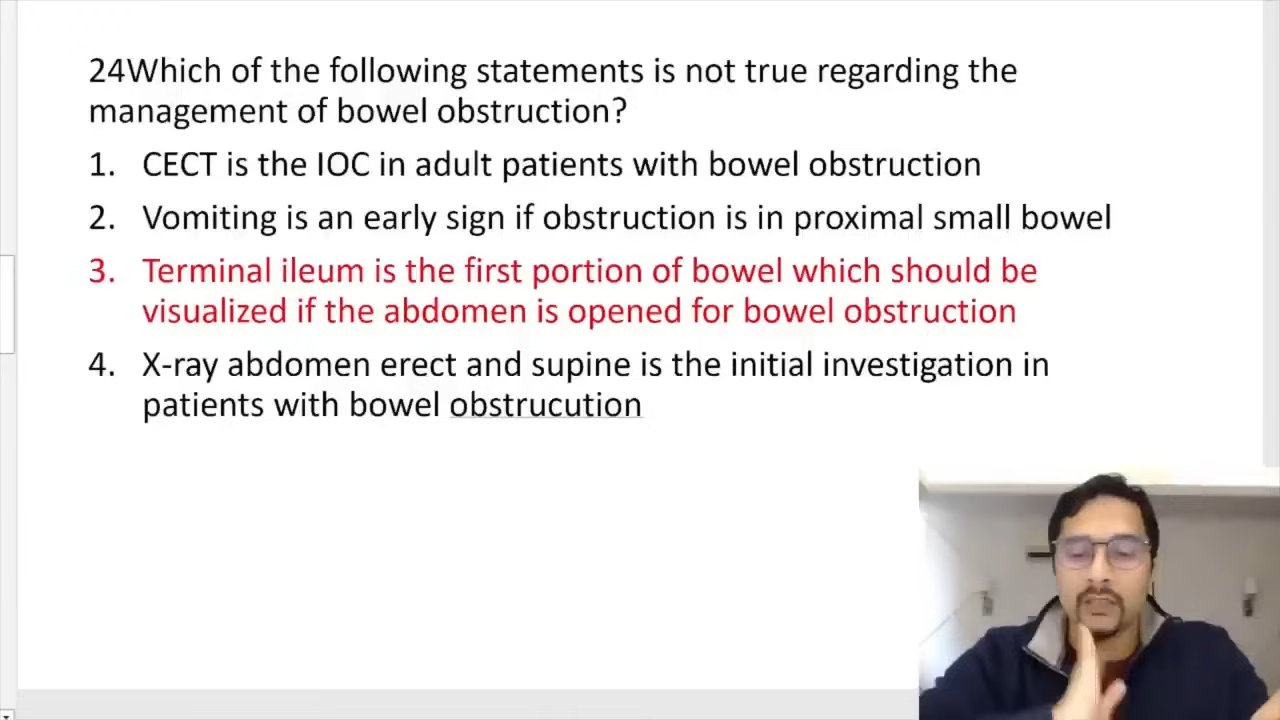 24Which of the following statements is not true regarding the
management of bowel obstruction?
1. CECT is the IOC in adult patients with bowel obstruction
2. Vomiting is an early sign if obstruction is in proximal small bowel
3. Terminal ileum is the first portion of bowel which should be
visualized if the abdomen is opened for bowel obstruction
4. X-ray abdomen erect and supine is the initial investigation in
patients with bowel obstrucution